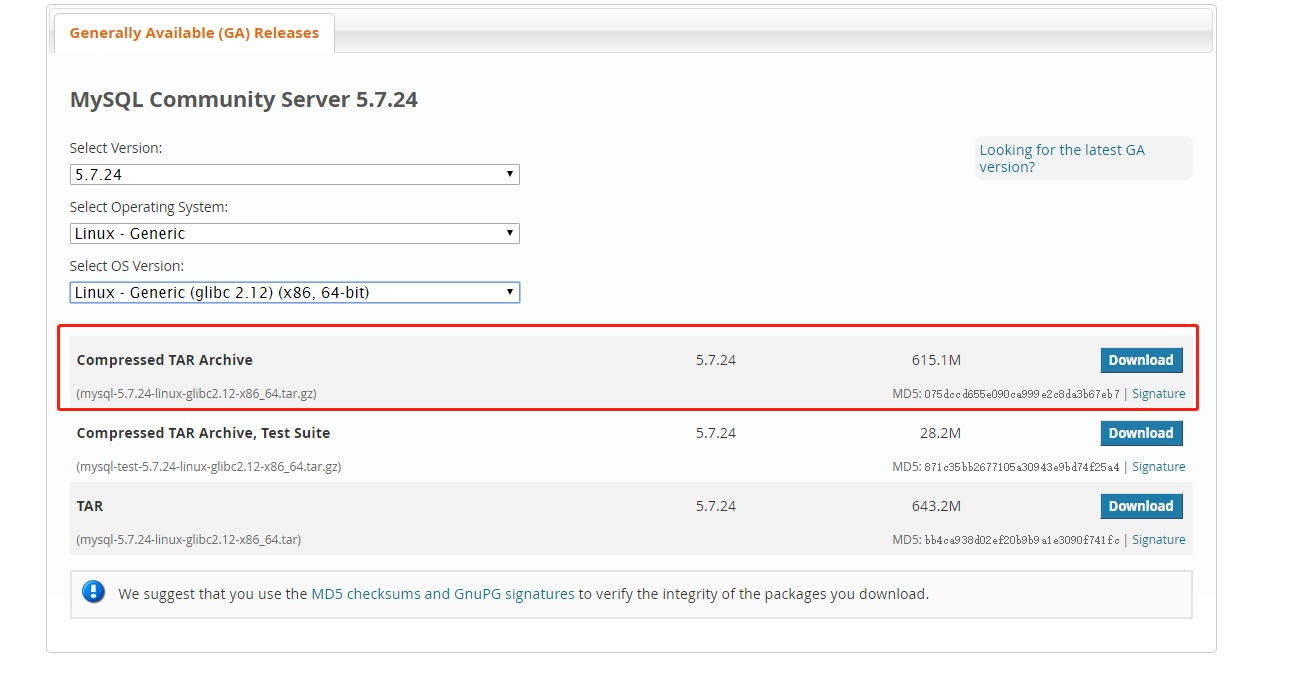 Generally Available (GA) Releases
MySQL Community Server 5.7.24
Select Version:
5.7.24
Looking for the latest GA
version?
Select Operating System:
Linux - Generic
Select OS Version:
Linux - Generic (glibc 2.12) (x86, 64-bit)
Compressed TAR Archive 5.7.24 615.1M Download
(mysql-5.7.24-linux-glibc2.12-x86_64.tar.gz) MD5: 075dccd655e090ca999e2c8da3b67eb7 | Signature
Compressed TAR Archive, Test Suite 5.7.24 28.2M Download
(mysql-test-5.7.24-linux-glibc2.12-x86_64.tar.gz) MD5: 871c35bb2677105a30943e9bd74f25a4 | Signature
TAR 5.7.24 643.2M Download
(mysql-5.7.24-linux-glibc2.12-x86_64.tar) MD5: bb4ca938d02ef20b9b9a1e3090f741fc | Signature
We suggest that you use the MD5 checksums and GnuPG signatures to verify the integrity of the packages you download.